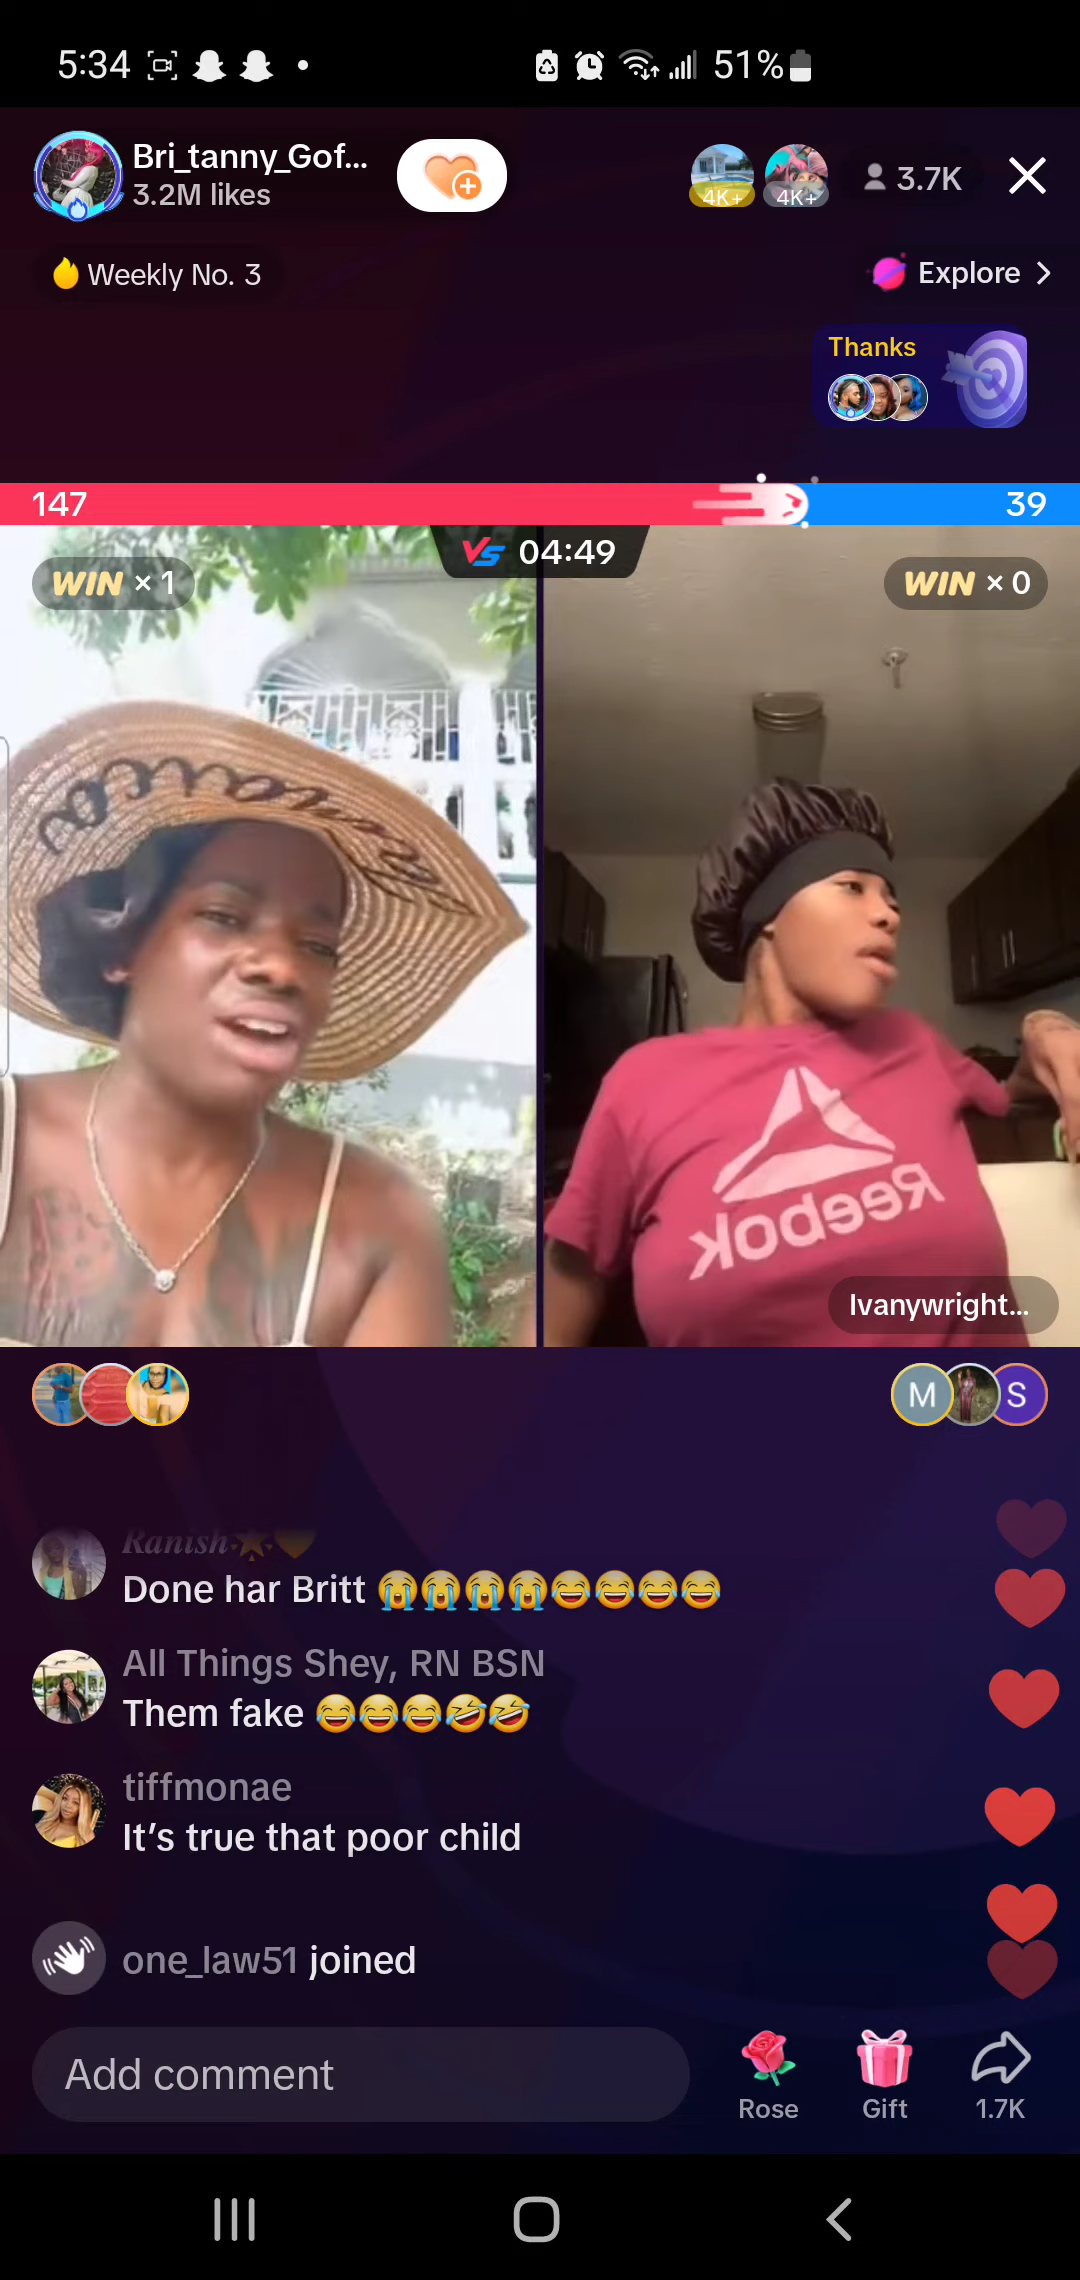 5:34
51%
Bri_tanny_Gof...
3.2M likes
4K+
4K+
3.7K
Weekly No. 3
Explore >
Thanks
147
39
VS 04:49
WIN × 1
WIN × 0
Reebok
Ivanywright...
M
S
Ranish
Done har Britt 😭😭😭😭😂😂😂😂
All Things Shey, RN BSN
Them fake 😂😂😂🤣🤣
tiffmonae
It's true that poor child
one_law51 joined
Add comment
Rose
Gift
1.7K